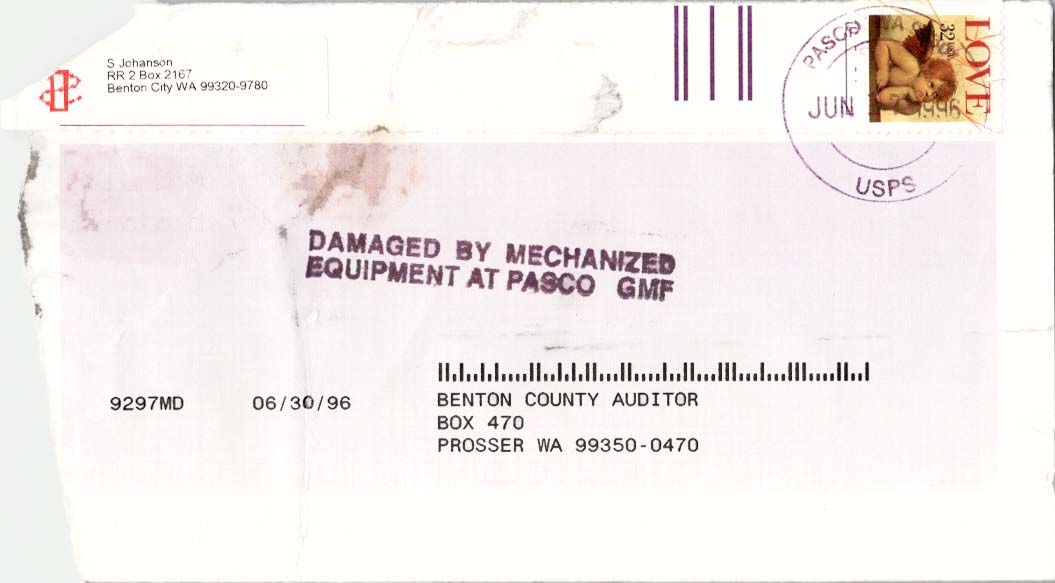 S Johanson
RR 2 Box 2167
Benton City WA 99320-9780
PASCO WA
JUN 1996
USPS
32
LOVE
DAMAGED BY MECHANIZED
EQUIPMENT AT PASCO GMF
9297MD 06/30/96
BENTON COUNTY AUDITOR
BOX 470
PROSSER WA 99350-0470